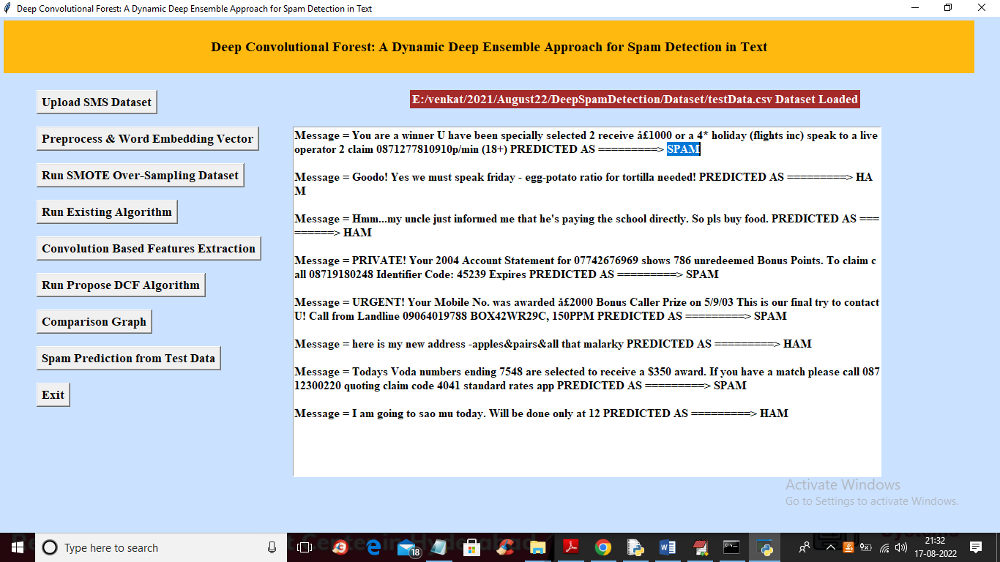 Deep Convolutional Forest: A Dynamic Deep Ensemble Approach for Spam Detection in Text
Deep Convolutional Forest: A Dynamic Deep Ensemble Approach for Spam Detection in Text
Upload SMS Dataset
Preprocess & Word Embedding Vector
Run SMOTE Over-Sampling Dataset
Run Existing Algorithm
Convolution Based Features Extraction
Run Propose DCF Algorithm
Comparison Graph
Spam Prediction from Test Data
Exit
E:/venkat/2021/August22/DeepSpamDetection/Dataset/testData.csv Dataset Loaded
Message = You are a winner U have been specially selected 2 receive å£1000 or a 4* holiday (flights inc) speak to a live
operator 2 claim 0871277810910p/min (18+) PREDICTED AS =========> SPAM
Message = Goodo! Yes we must speak friday - egg-potato ratio for tortilla needed! PREDICTED AS =========> HA
M
Message = Hmm...my uncle just informed me that he's paying the school directly. So pls buy food. PREDICTED AS ===
======> HAM
Message = PRIVATE! Your 2004 Account Statement for 07742676969 shows 786 unredeemed Bonus Points. To claim c
all 08719180248 Identifier Code: 45239 Expires PREDICTED AS =========> SPAM
Message = URGENT! Your Mobile No. was awarded å£2000 Bonus Caller Prize on 5/9/03 This is our final try to contact
U! Call from Landline 09064019788 BOX42WR29C, 150PPM PREDICTED AS =========> SPAM
Message = here is my new address -apples&pairs&all that malarky PREDICTED AS =========> HAM
Message = Todays Voda numbers ending 7548 are selected to receive a $350 award. If you have a match please call 087
12300220 quoting claim code 4041 standard rates app PREDICTED AS =========> SPAM
Message = I am going to sao mu today. Will be done only at 12 PREDICTED AS =========> HAM
Activate Windows
Go to Settings to activate Windows.
Type here to search
18
21:32
17-08-2022